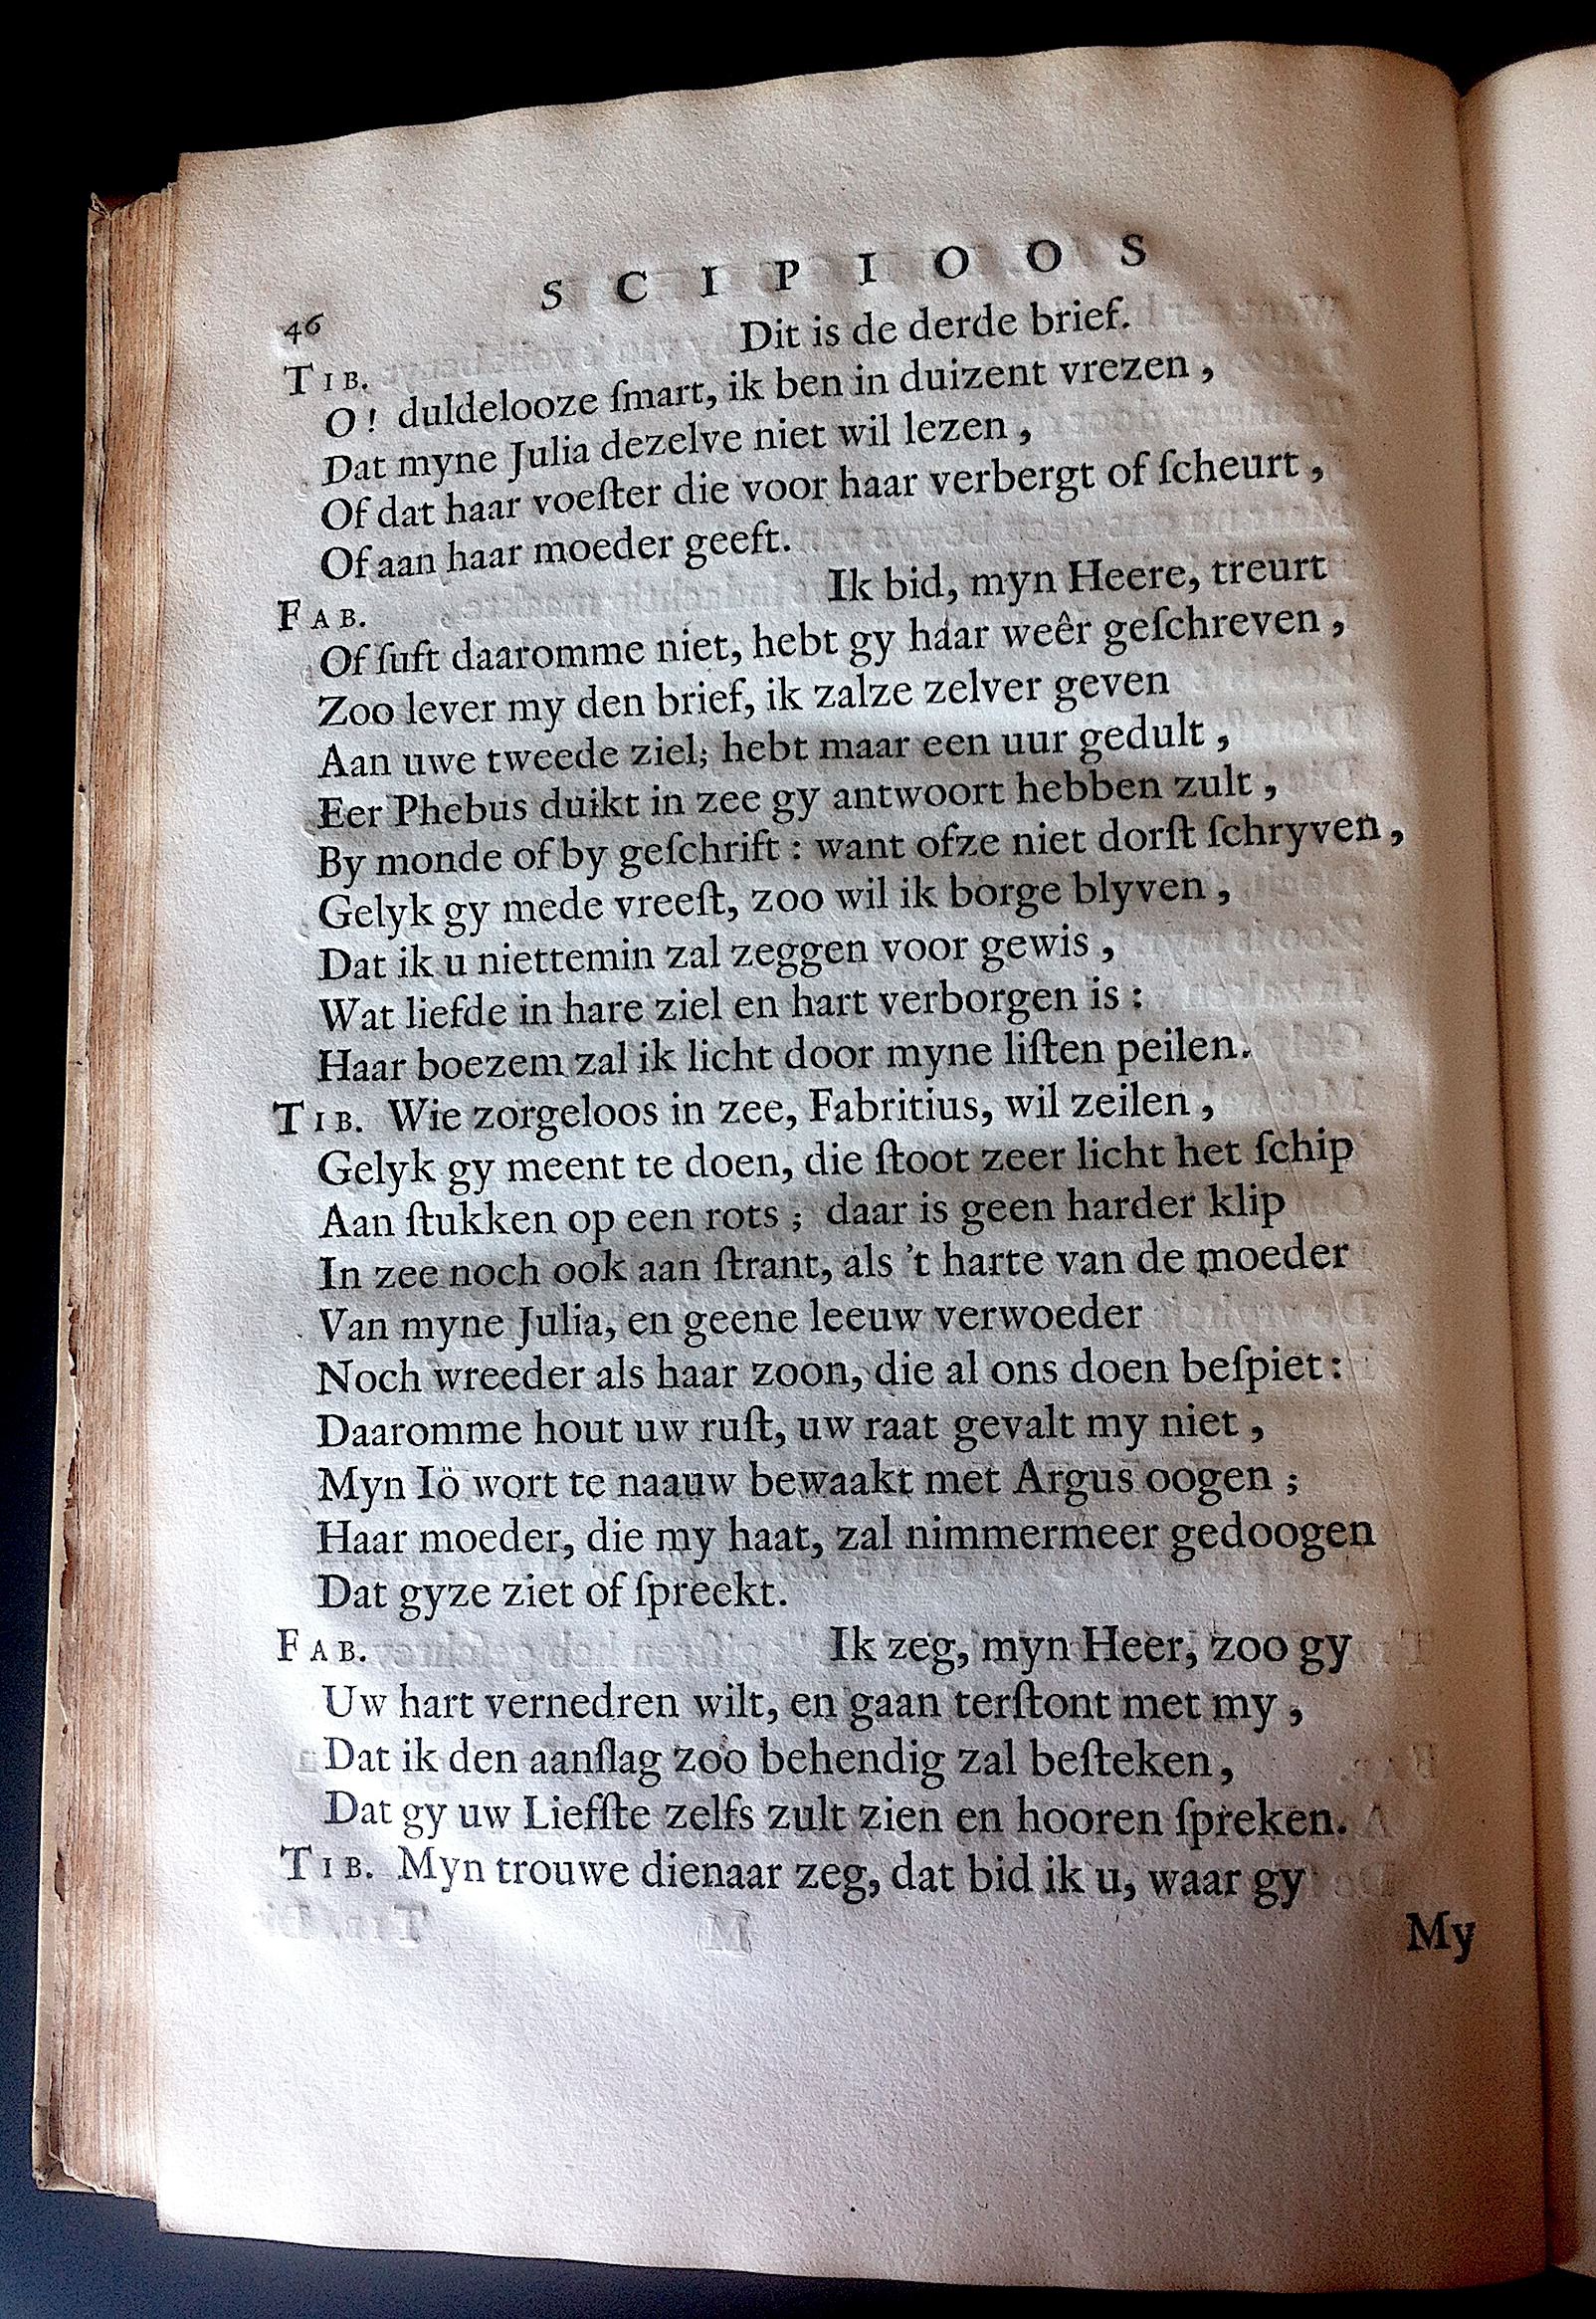 46 SCIPIOOS
TIB. Dit is de derde brief.
O! duldelooze ſmart, ik ben in duizent vrezen,
Dat myne Julia dezelve niet wil lezen,
Of dat haar voeſter die voor haar verbergt of ſcheurt,
Of aan haar moeder geeft.
FAB. Ik bid, myn Heere, treurt
Of ſuft daaromme niet, hebt gy haar weêr geſchreven,
Zoo lever my den brief, ik zalze zelver geven
Aan uwe tweede ziel; hebt maar een uur gedult,
Eer Phebus duikt in zee gy antwoort hebben zult,
By monde of by geſchrift: want ofze niet dorſt ſchryven,
Gelyk gy mede vreeſt, zoo wil ik borge blyven,
Dat ik u niettemin zal zeggen voor gewis,
Wat liefde in hare ziel en hart verborgen is:
Haar boezem zal ik licht door myne liſten peilen.
TIB. Wie zorgeloos in zee, Fabritius, wil zeilen,
Gelyk gy meent te doen, die ſtoot zeer licht het ſchip
Aan ſtukken op een rots; daar is geen harder klip
In zee noch ook aan ſtrant, als 't harte van de moeder
Van myne Julia, en geene leeuw verwoeder
Noch wreeder als haar zoon, die al ons doen beſpiet:
Daaromme hout uw ruſt, uw raat gevalt my niet,
Myn Iö wort te naauw bewaakt met Argus oogen;
Haar moeder, die my haat, zal nimmermeer gedoogen
Dat gyze ziet of ſpreekt.
FAB. Ik zeg, myn Heer, zoo gy
Uw hart vernedren wilt, en gaan terſtont met my,
Dat ik den aanſlag zoo behendig zal beſteken,
Dat gy uw Liefſte zelfs zult zien en hooren ſpreken.
TIB. Myn trouwe dienaar zeg, dat bid ik u, waar gy
My